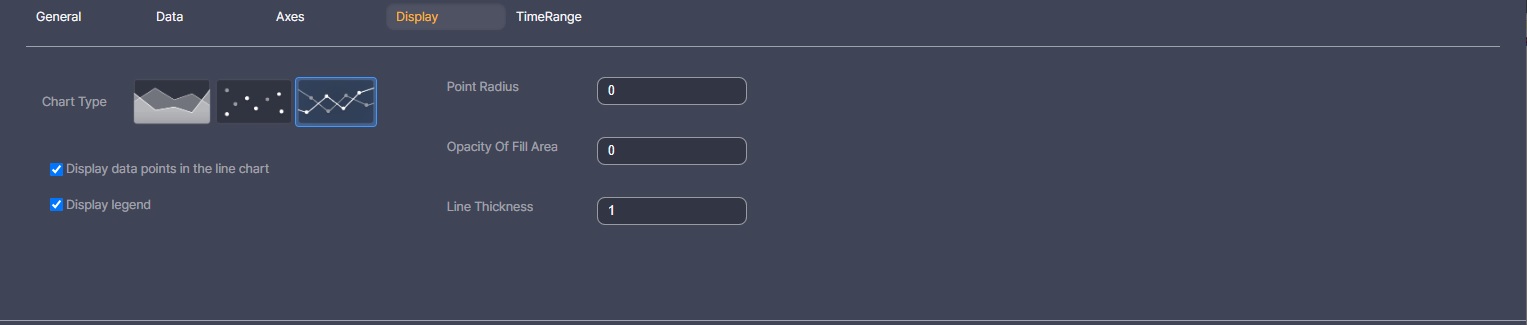 General Data Axes Display TimeRange
Chart Type
Display data points in the line chart
Display legend
Point Radius 0
Opacity Of Fill Area 0
Line Thickness 1